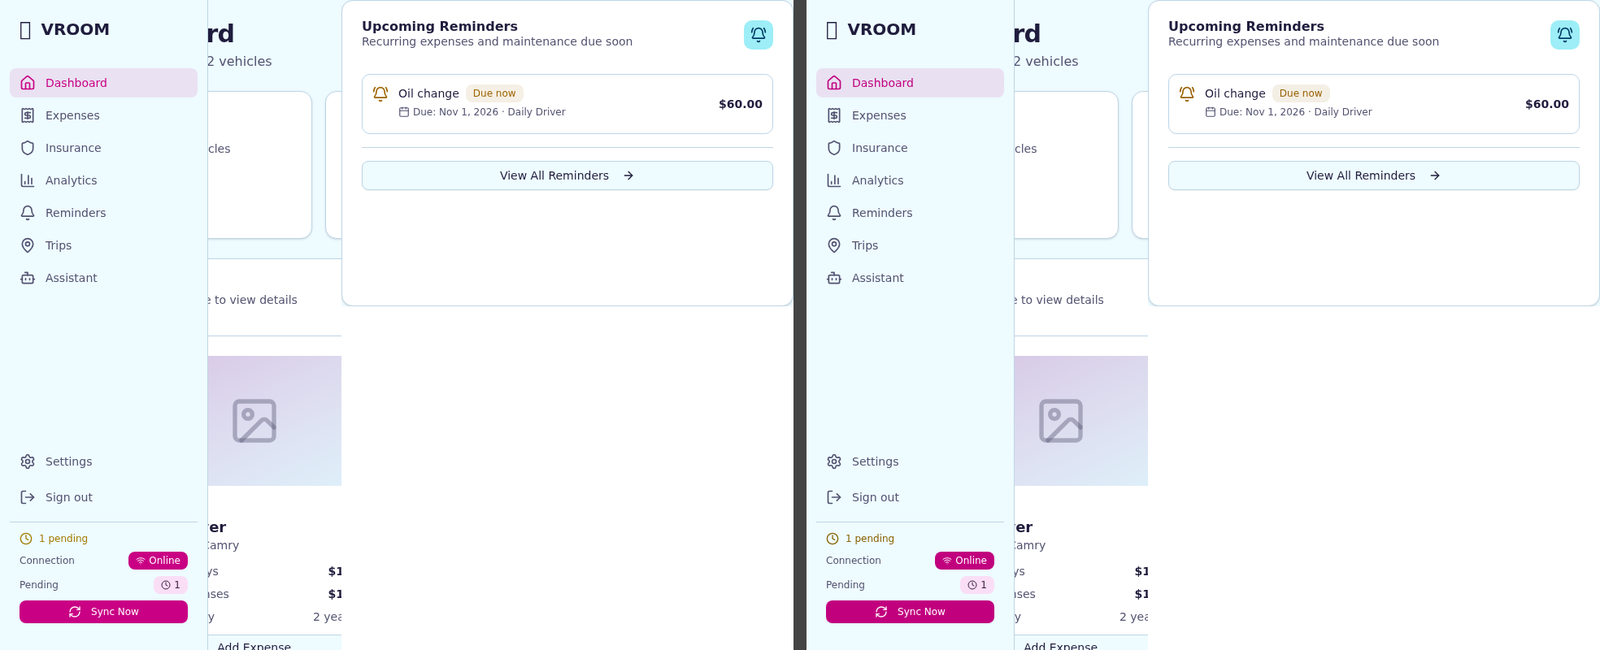 VROOM
Dashboard
Expenses
Insurance
Analytics
Reminders
Trips
Assistant
Settings
Sign out
1 pending
Connection
Online
Pending
1
Sync Now
rd
2 vehicles
cles
e to view details
er
Camry
ys $1
nses $1
y 2 yea
Add Expense
Upcoming Reminders
Recurring expenses and maintenance due soon
Oil change Due now
Due: Nov 1, 2026 · Daily Driver
$60.00
View All Reminders
VROOM
Dashboard
Expenses
Insurance
Analytics
Reminders
Trips
Assistant
Settings
Sign out
1 pending
Connection
Online
Pending
1
Sync Now
rd
2 vehicles
cles
e to view details
er
Camry
ys $1
nses $1
y 2 yea
Add Expense
Upcoming Reminders
Recurring expenses and maintenance due soon
Oil change Due now
Due: Nov 1, 2026 · Daily Driver
$60.00
View All Reminders